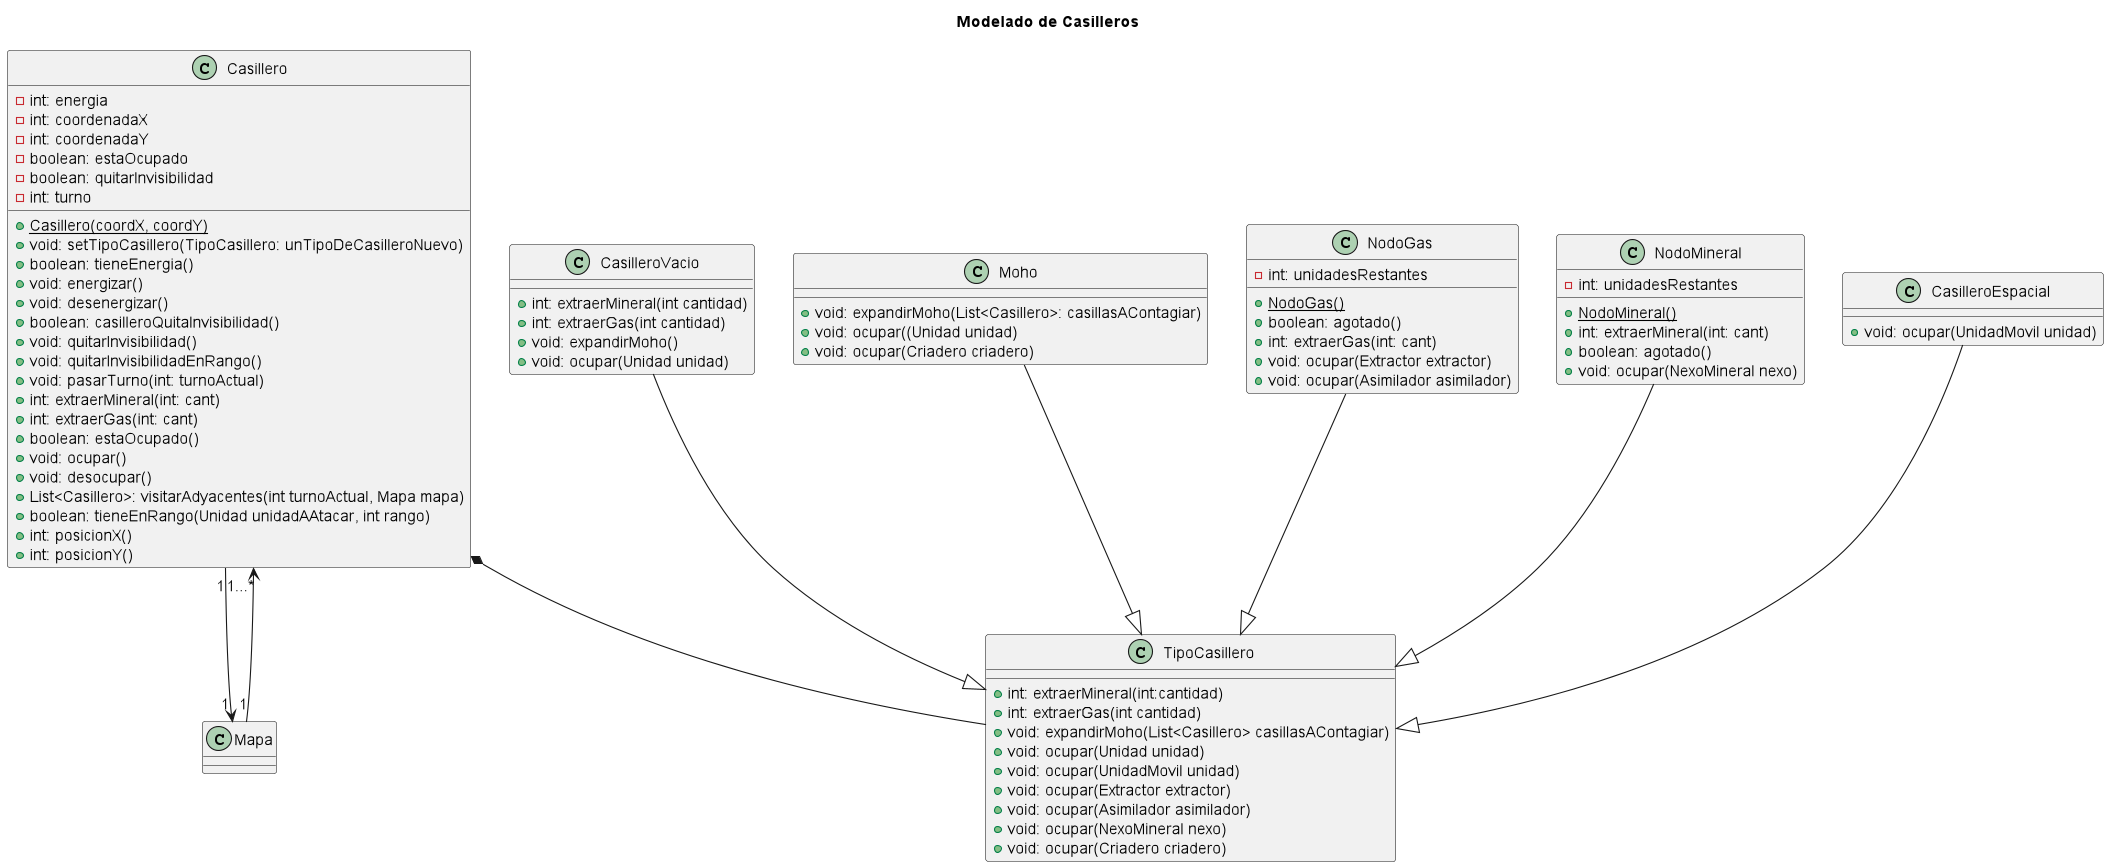 Modelado de Casilleros
C Casillero
int: energia
int: coordenadaX
int: coordenadaY
boolean: estaOcupado
boolean: quitarInvisibilidad
int: turno
Casillero(coordX, coordY)
void: setTipoCasillero(TipoCasillero: unTipoDeCasilleroNuevo)
boolean: tieneEnergia()
void: energizar()
void: desenergizar()
boolean: casilleroQuitaInvisibilidad()
void: quitarInvisibilidad()
void: quitarInvisibilidadEnRango()
void: pasarTurno(int: turnoActual)
int: extraerMineral(int: cant)
int: extraerGas(int: cant)
boolean: estaOcupado()
void: ocupar()
void: desocupar()
List<Casillero>: visitarAdyacentes(int turnoActual, Mapa mapa)
boolean: tieneEnRango(Unidad unidadAAtacar, int rango)
int: posicionX()
int: posicionY()
C CasilleroVacio
int: extraerMineral(int cantidad)
int: extraerGas(int cantidad)
void: expandirMoho()
void: ocupar(Unidad unidad)
C Moho
void: expandirMoho(List<Casillero>: casillasAContagiar)
void: ocupar((Unidad unidad)
void: ocupar(Criadero criadero)
C NodoGas
int: unidadesRestantes
NodoGas()
boolean: agotado()
int: extraerGas(int: cant)
void: ocupar(Extractor extractor)
void: ocupar(Asimilador asimilador)
C NodoMineral
int: unidadesRestantes
NodoMineral()
int: extraerMineral(int: cant)
boolean: agotado()
void: ocupar(NexoMineral nexo)
C CasilleroEspacial
void: ocupar(UnidadMovil unidad)
1 1...*
1 1
C Mapa
C TipoCasillero
int: extraerMineral(int:cantidad)
int: extraerGas(int cantidad)
void: expandirMoho(List<Casillero> casillasAContagiar)
void: ocupar(Unidad unidad)
void: ocupar(UnidadMovil unidad)
void: ocupar(Extractor extractor)
void: ocupar(Asimilador asimilador)
void: ocupar(NexoMineral nexo)
void: ocupar(Criadero criadero)